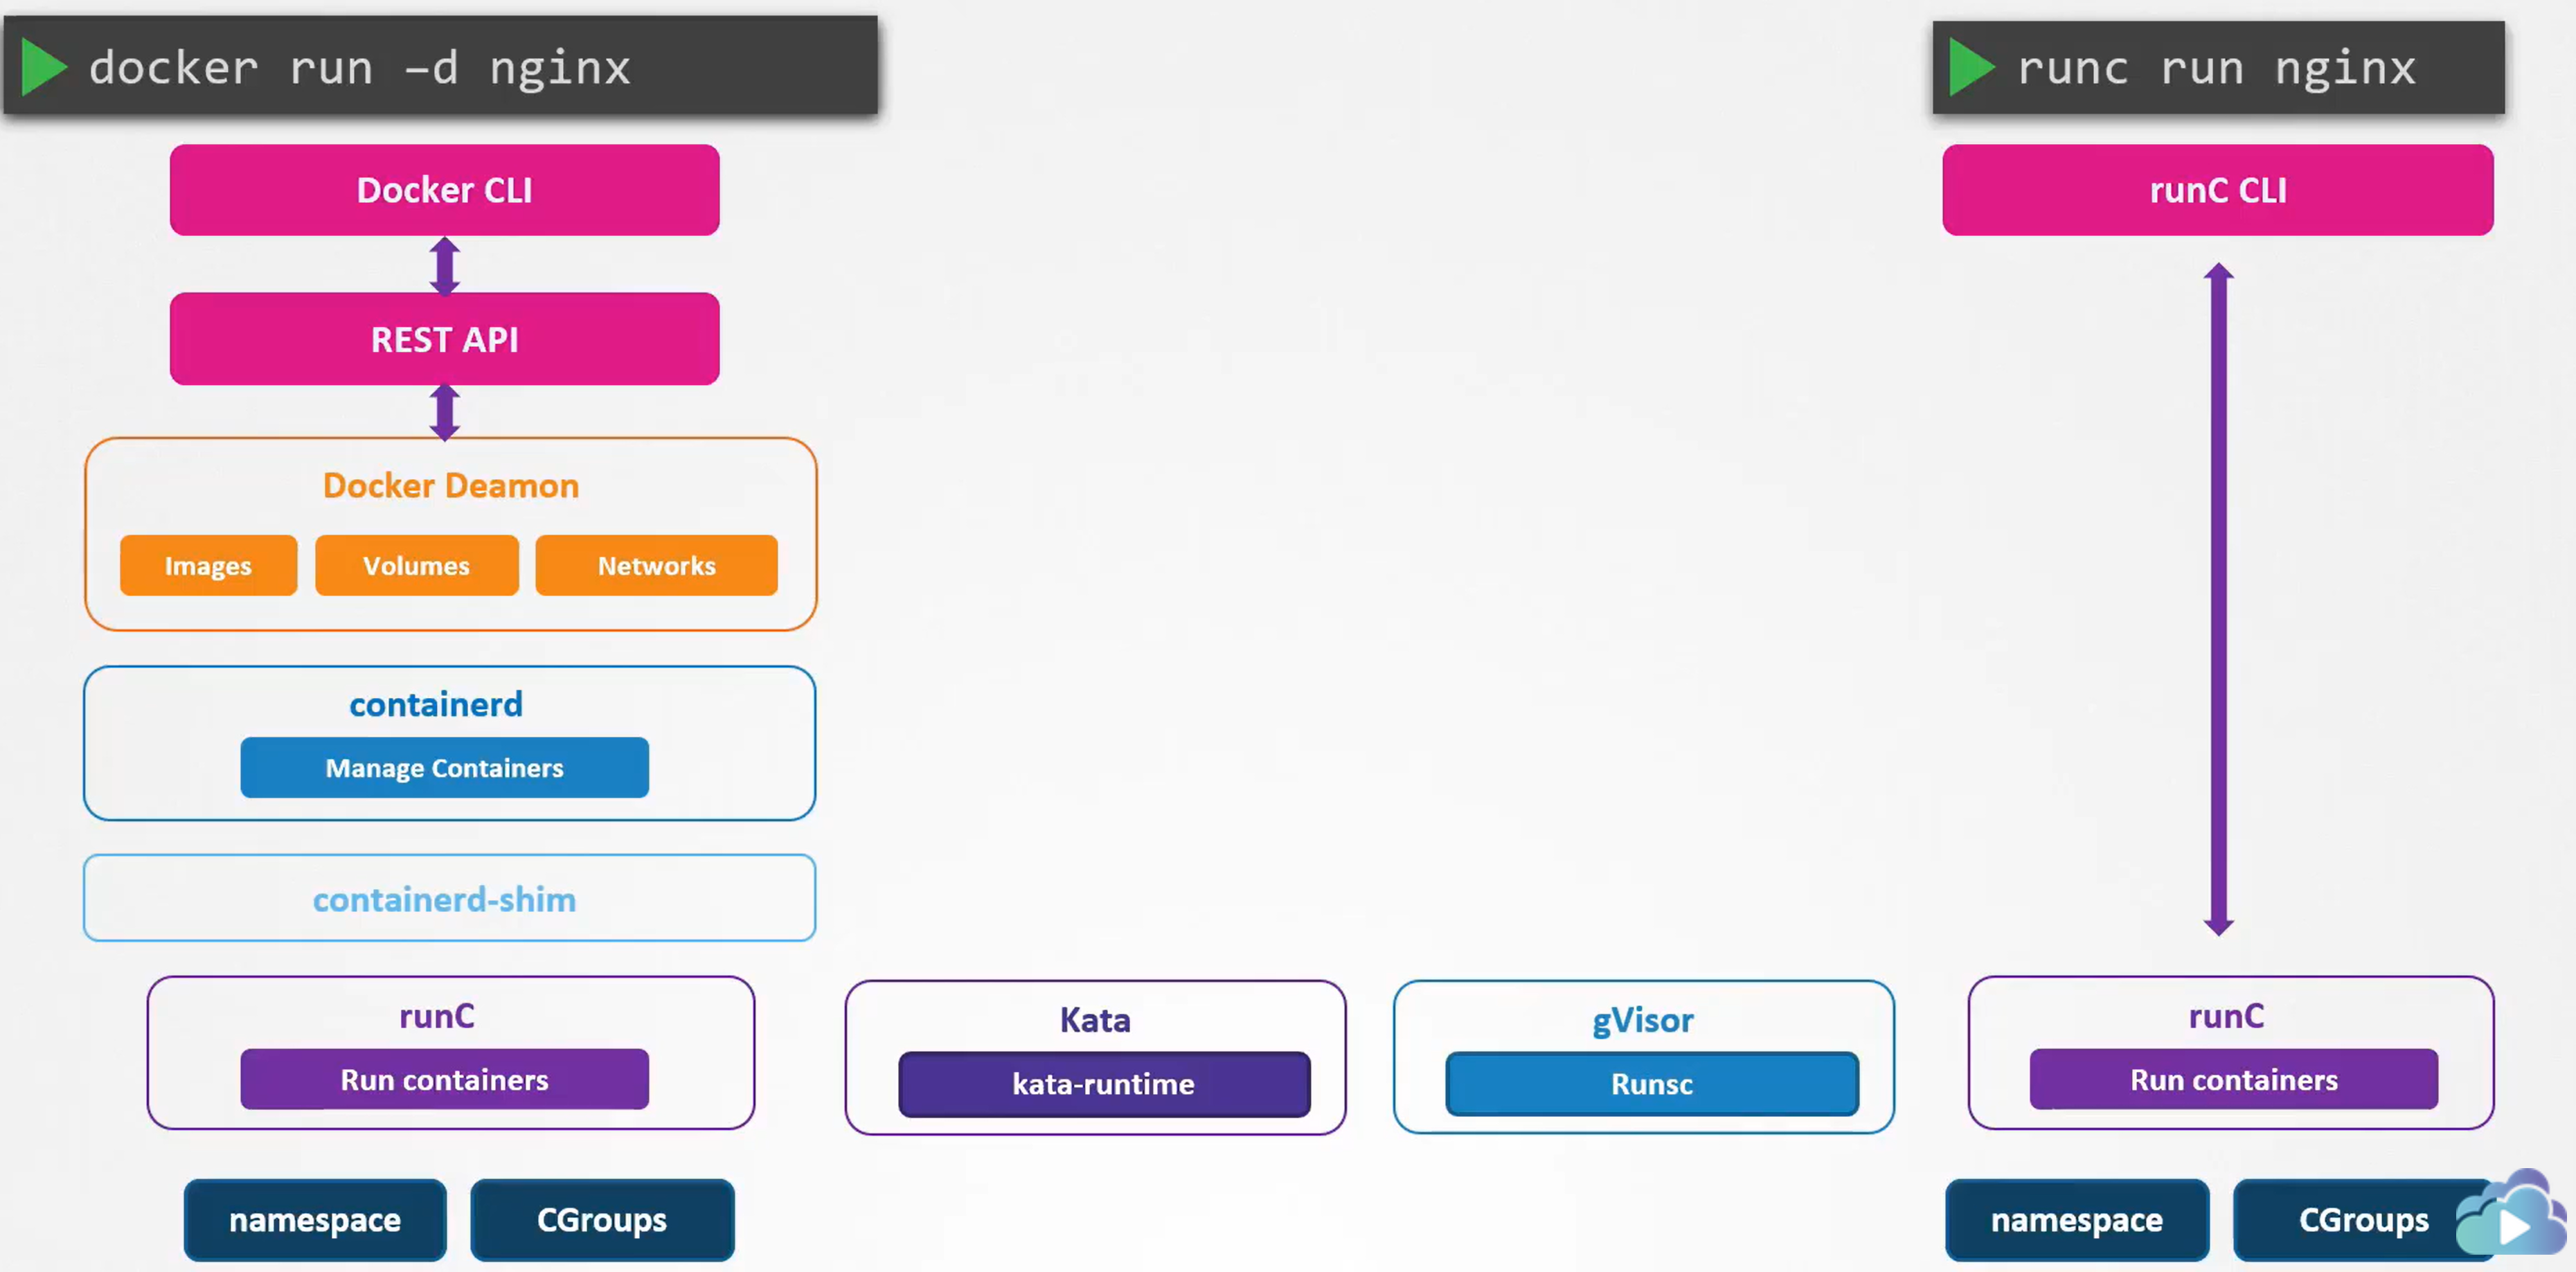 docker run –d nginx
runc run nginx
Docker CLI
runC CLI
REST API
Docker Deamon
Images
Volumes
Networks
containerd
Manage Containers
containerd-shim
runC
Run containers
Kata
kata-runtime
gVisor
Runsc
runC
Run containers
namespace
CGroups
namespace
CGroups